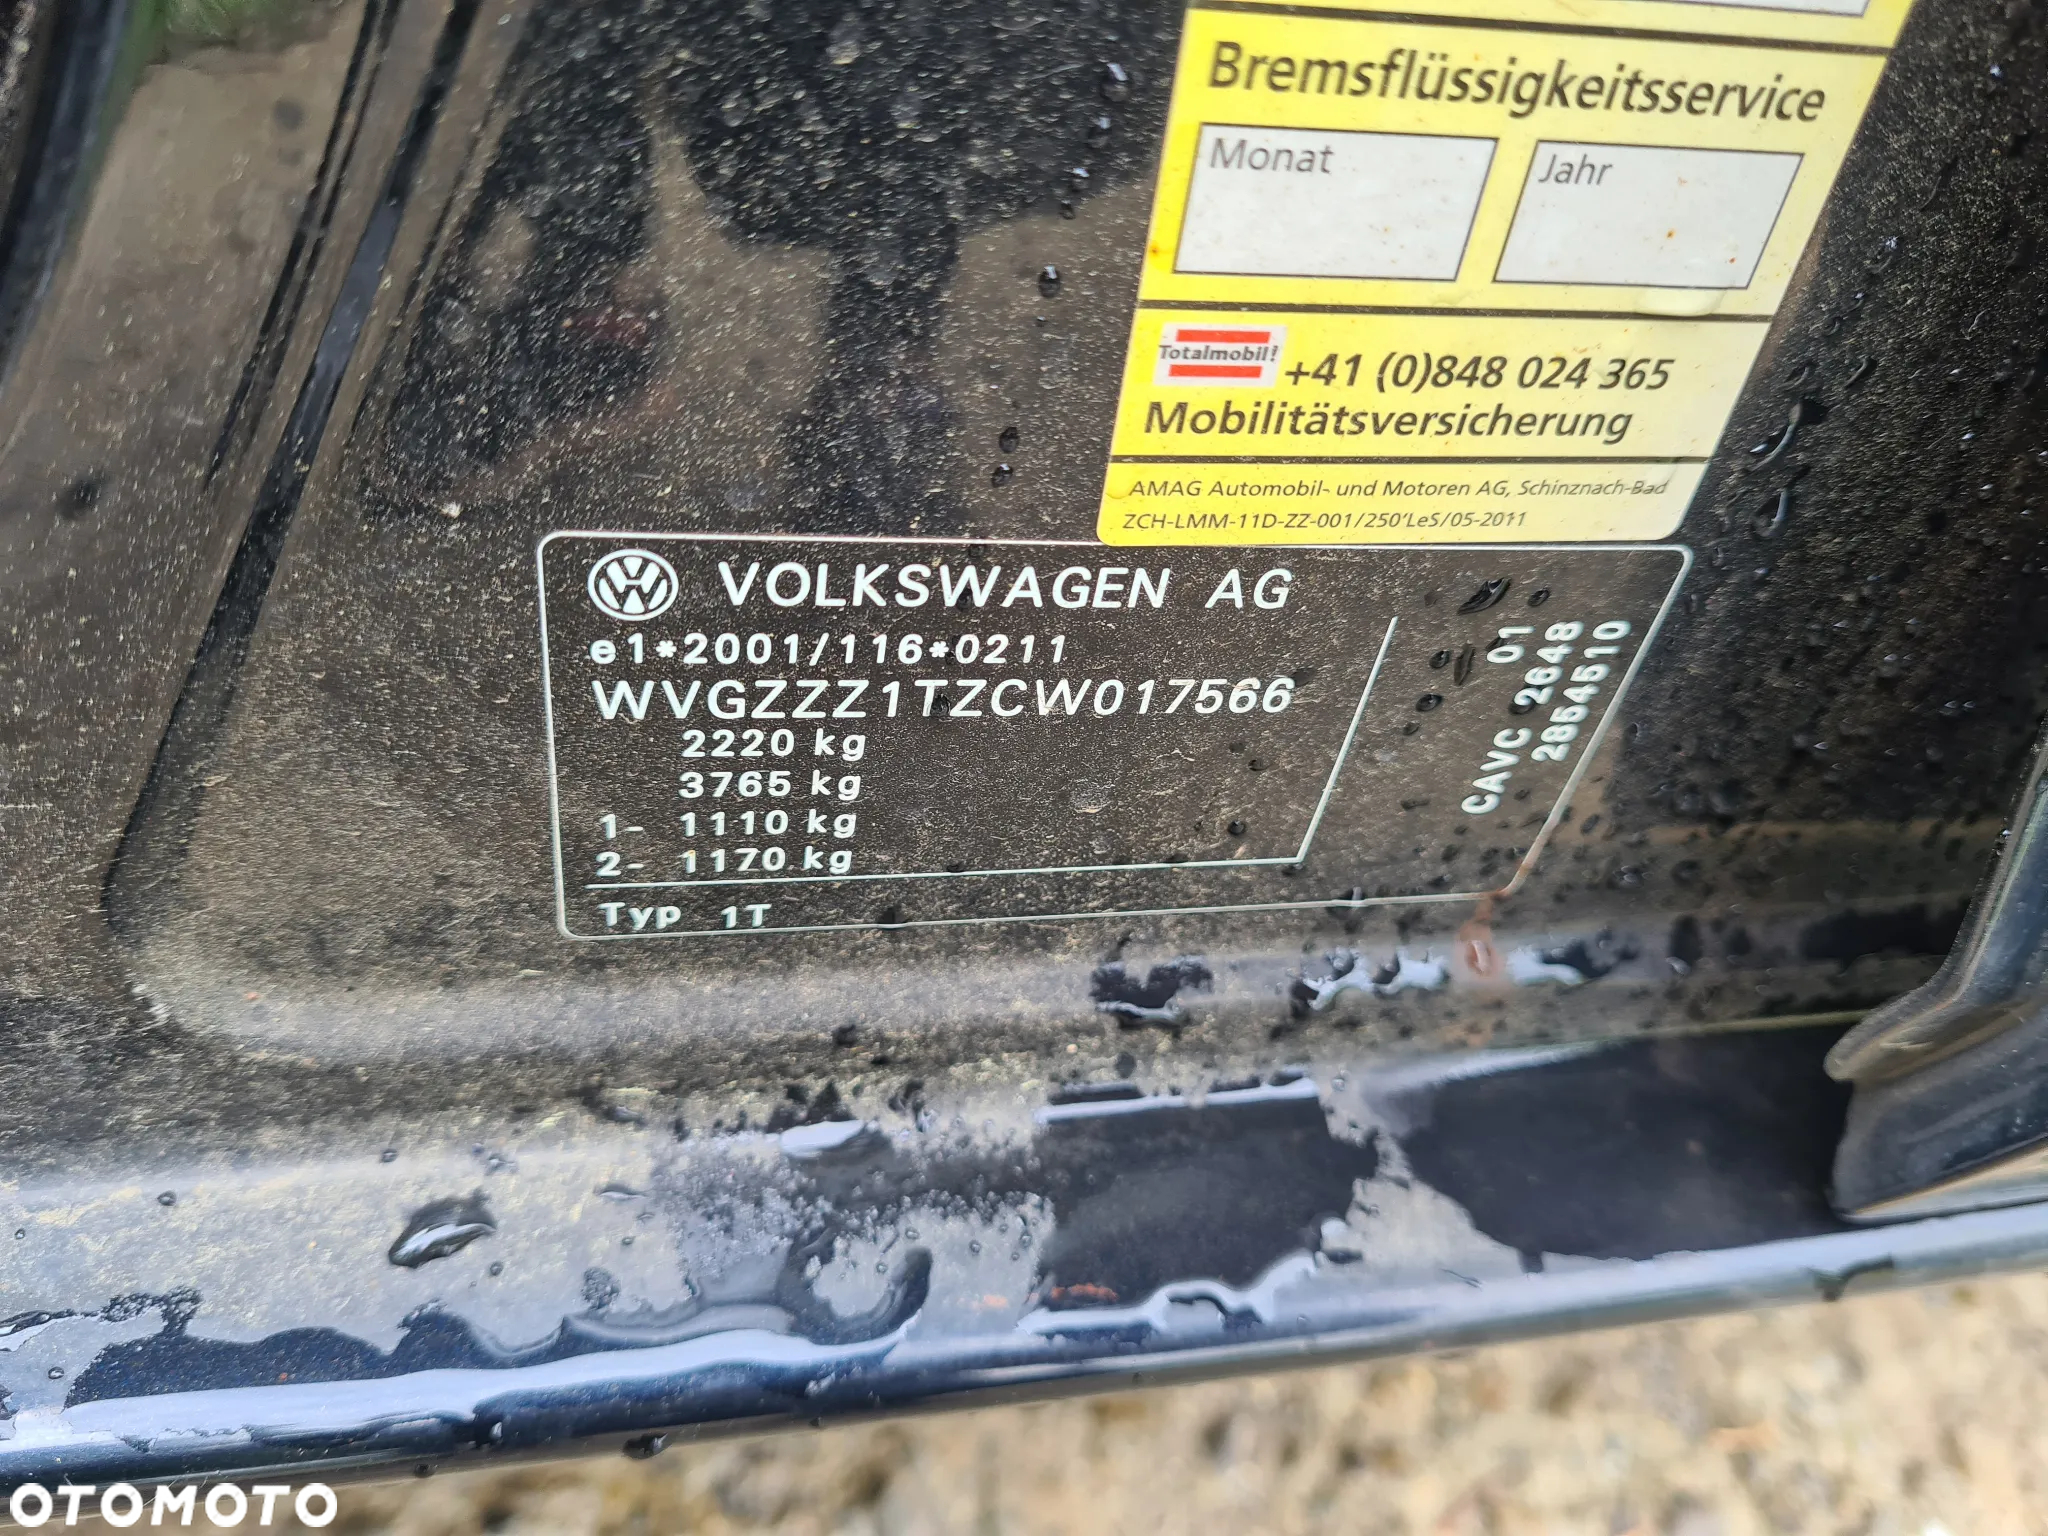 Bremsflüssigkeitsservice
Monat
Jahr
Totalmobil! +41 (0)848 024 365
Mobilitätsversicherung
AMAG Automobil- und Motoren AG, Schinznach-Bad
ZCH-LMM-11D-ZZ-001/250'LeS/05-2011
VOLKSWAGEN AG
e1*2001/116*0211
WVGZZZ1TZCW017566
2220 kg
3765 kg
1- 1110 kg
2- 1170 kg
Typ 1T
01
CAVC 2648
2854510
OTOMOTO